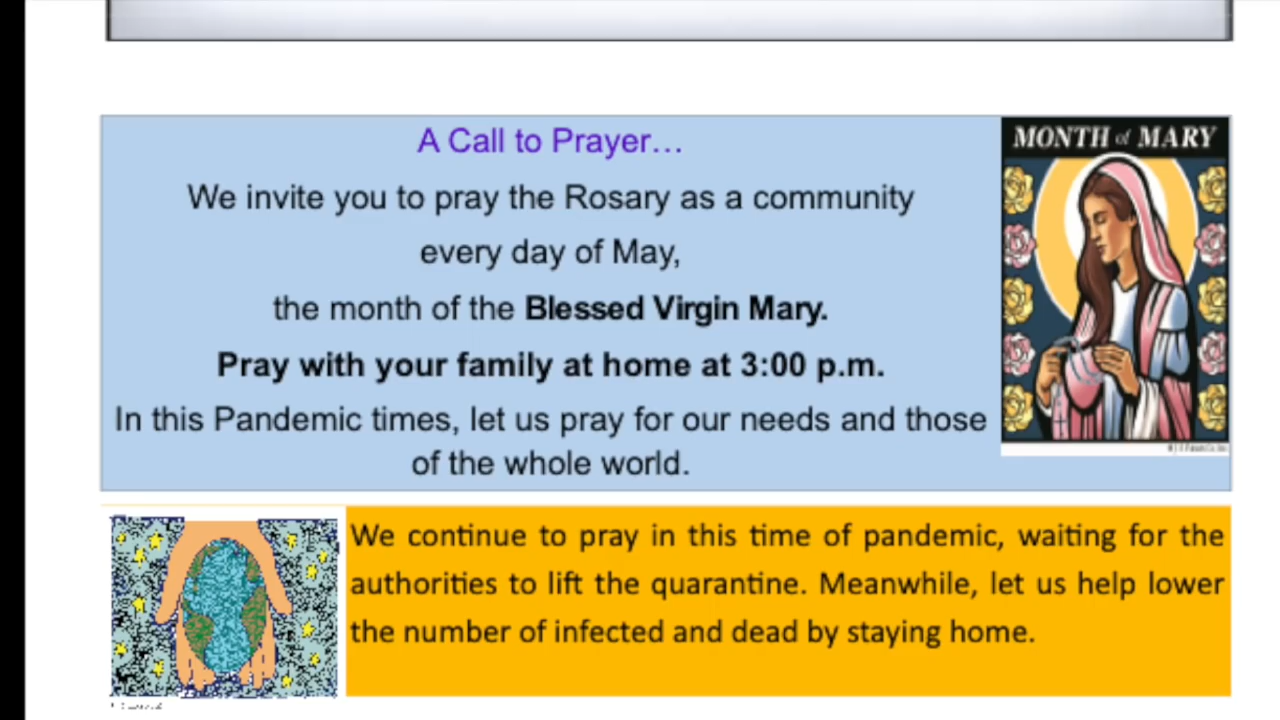 A Call to Prayer…
We invite you to pray the Rosary as a community
every day of May,
the month of the Blessed Virgin Mary.
Pray with your family at home at 3:00 p.m.
In this Pandemic times, let us pray for our needs and those
of the whole world.
MONTH of MARY
We continue to pray in this time of pandemic, waiting for the
authorities to lift the quarantine. Meanwhile, let us help lower
the number of infected and dead by staying home.